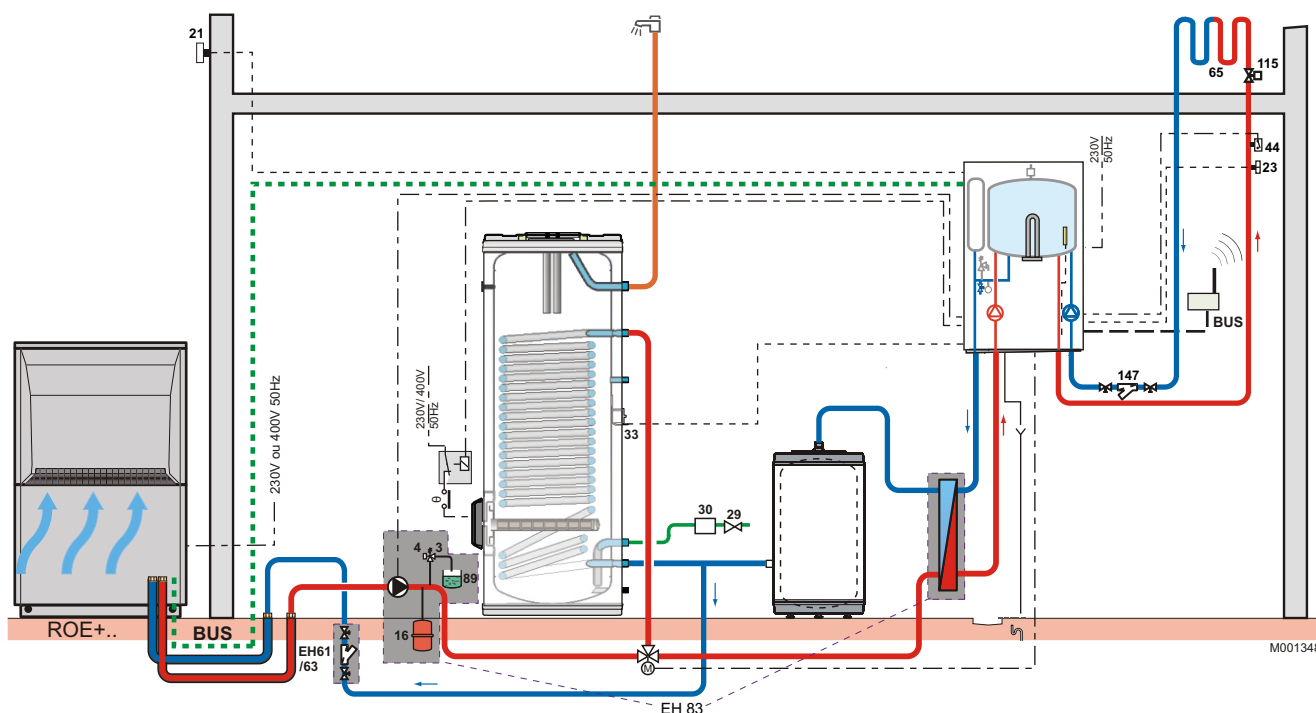 21
65
115
230V
50Hz
44
23
BUS
147
230V/ 400V
50Hz
33
θ
230V ou 400V 50Hz
30
29
4
3
89
16
ROE+..
BUS
EH61
/63
M
M001348
EH 83